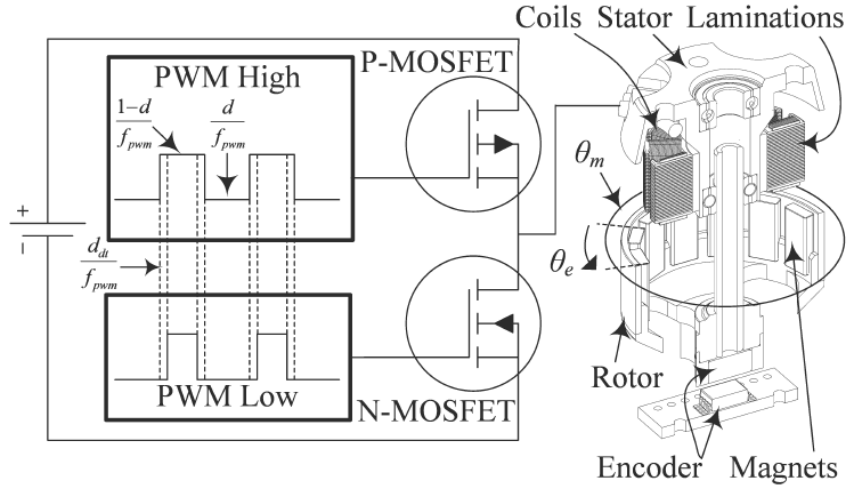 Coils Stator Laminations
PWM High
P-MOSFET
1-d
f_pwm
d
f_pwm
θ_m
+
−
d_dt
f_pwm
θ_e
PWM Low
N-MOSFET
Rotor
Encoder Magnets